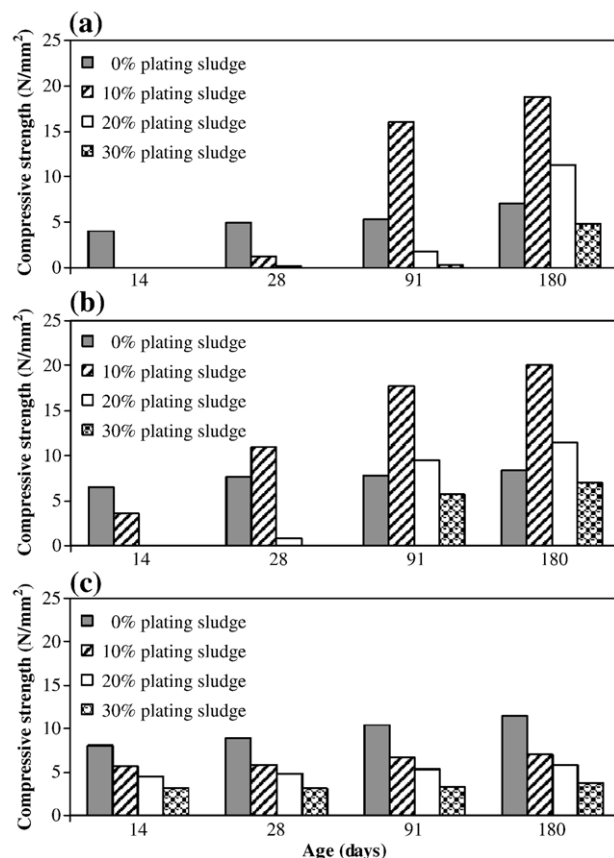 (a)
25
20
15
10
5
0
Compressive strength (N/mm²)
0% plating sludge
10% plating sludge
20% plating sludge
30% plating sludge
14 28 91 180
(b)
25
20
15
10
5
0
Compressive strength (N/mm²)
0% plating sludge
10% plating sludge
20% plating sludge
30% plating sludge
14 28 91 180
(c)
25
20
15
10
5
0
Compressive strength (N/mm²)
0% plating sludge
10% plating sludge
20% plating sludge
30% plating sludge
14 28 91 180
Age (days)